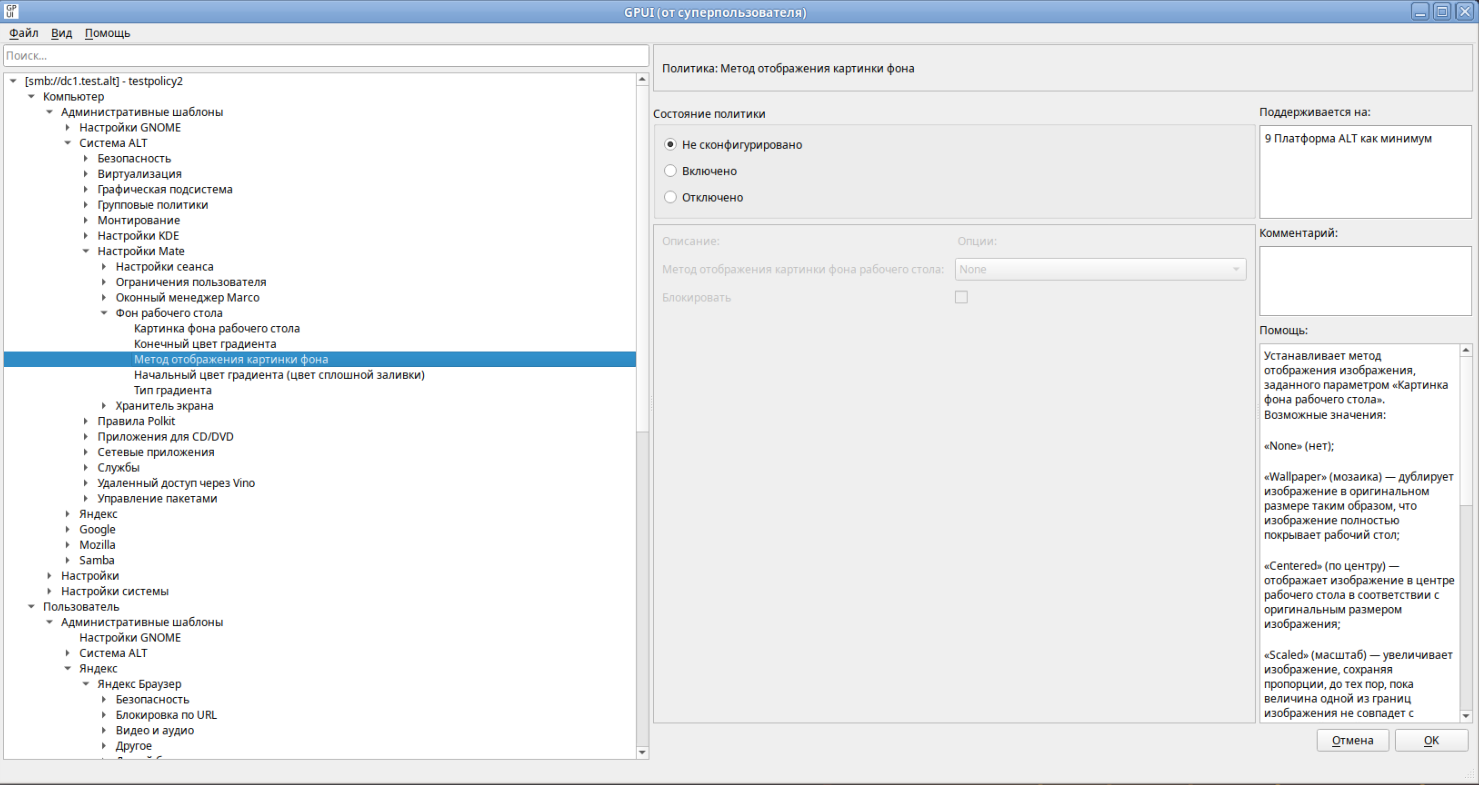 GP
UI
GPUI (от суперпользователя)
Файл Вид Помощь
Поиск...
[smb://dc1.test.alt] - testpolicy2
Компьютер
Административные шаблоны
Настройки GNOME
Система ALT
Безопасность
Виртуализация
Графическая подсистема
Групповые политики
Монтирование
Настройки KDE
Настройки Mate
Настройки сеанса
Ограничения пользователя
Оконный менеджер Marco
Фон рабочего стола
Картинка фона рабочего стола
Конечный цвет градиента
Метод отображения картинки фона
Начальный цвет градиента (цвет сплошной заливки)
Тип градиента
Хранитель экрана
Правила Polkit
Приложения для CD/DVD
Сетевые приложения
Службы
Удаленный доступ через Vino
Управление пакетами
Яндекс
Google
Mozilla
Samba
Настройки
Настройки системы
Пользователь
Административные шаблоны
Настройки GNOME
Система ALT
Яндекс
Яндекс Браузер
Безопасность
Блокировка по URL
Видео и аудио
Другое
Политика: Метод отображения картинки фона
Состояние политики
Не сконфигурировано
Включено
Отключено
Описание: Опции:
Метод отображения картинки фона рабочего стола: None
Блокировать
Поддерживается на:
9 Платформа ALT как минимум
Комментарий:
Помощь:
Устанавливает метод
отображения изображения,
заданного параметром «Картинка
фона рабочего стола».
Возможные значения:
«None» (нет);
«Wallpaper» (мозаика) — дублирует
изображение в оригинальном
размере таким образом, что
изображение полностью
покрывает рабочий стол;
«Centered» (по центру) —
отображает изображение в центре
рабочего стола в соответствии с
оригинальным размером
изображения;
«Scaled» (масштаб) — увеличивает
изображение, сохраняя
пропорции, до тех пор, пока
величина одной из границ
изображения не совпадет с
Отмена OK